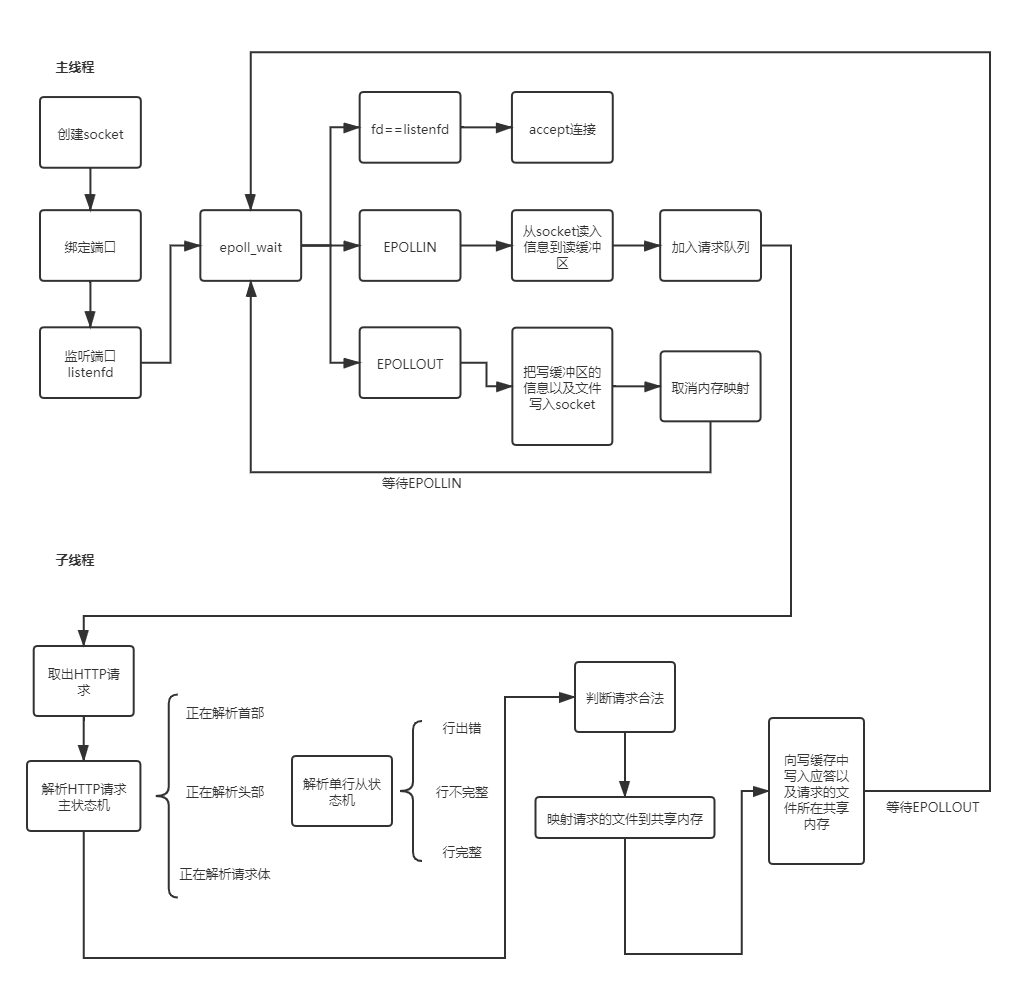 主线程
创建socket
绑定端口
监听端口
listenfd
epoll_wait
fd==listenfd
accept连接
EPOLLIN
从socket读入
信息到读缓冲
区
加入请求队列
EPOLLOUT
把写缓冲区的
信息以及文件
写入socket
取消内存映射
等待EPOLLIN
子线程
取出HTTP请
求
解析HTTP请求
主状态机
正在解析首部
正在解析头部
正在解析请求体
解析单行从状
态机
行出错
行不完整
行完整
判断请求合法
映射请求的文件到共享内存
向写缓存中
写入应答以
及请求的文
件所在共享
内存
等待EPOLLOUT